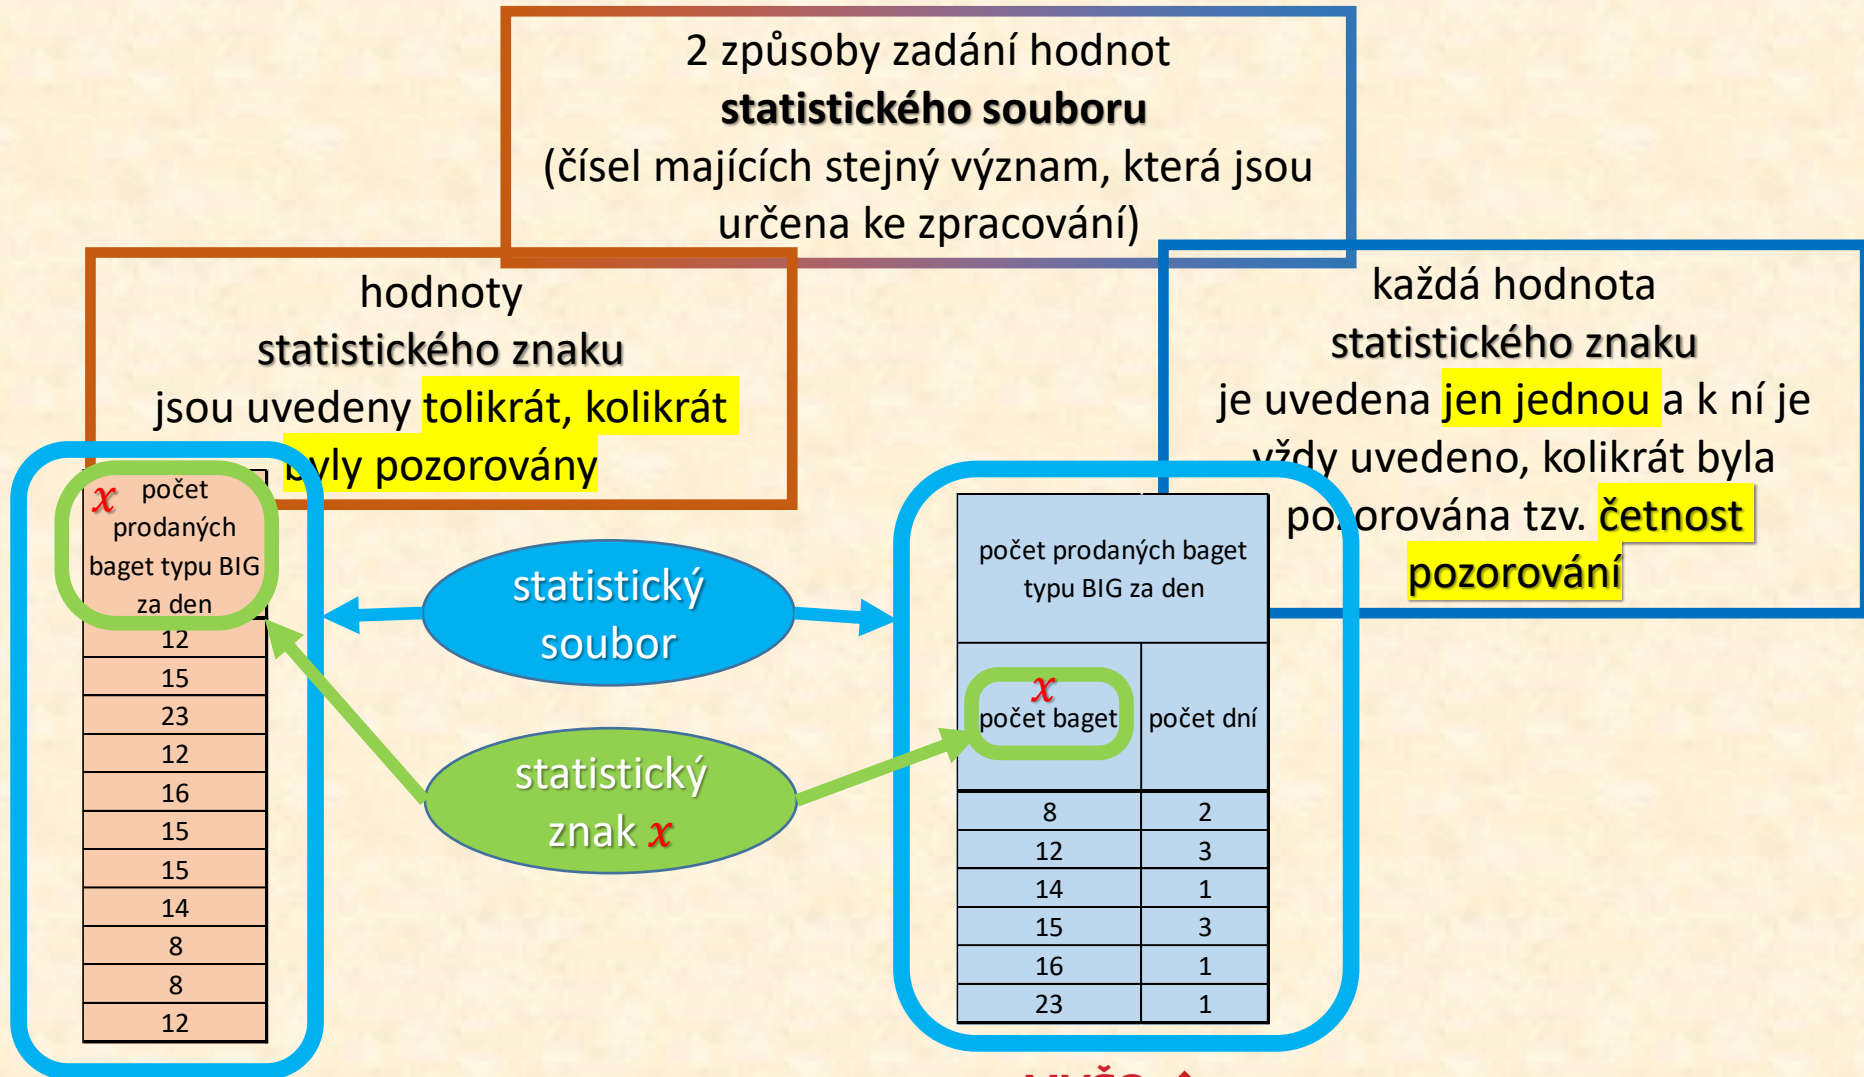 2 způsoby zadání hodnot
statistického souboru
(čísel majících stejný význam, která jsou
určena ke zpracování)
hodnoty
statistického znaku
jsou uvedeny tolikrát, kolikrát
byly pozorovány
každá hodnota
statistického znaku
je uvedena jen jednou a k ní je
vždy uvedeno, kolikrát byla
pozorována tzv. četnost
pozorování
x počet
prodaných
baget typu BIG
za den
12
15
23
12
16
15
15
14
8
8
12
statistický
soubor
statistický
znak x
počet prodaných baget
typu BIG za den
x
počet baget počet dní
8 2
12 3
14 1
15 3
16 1
23 1